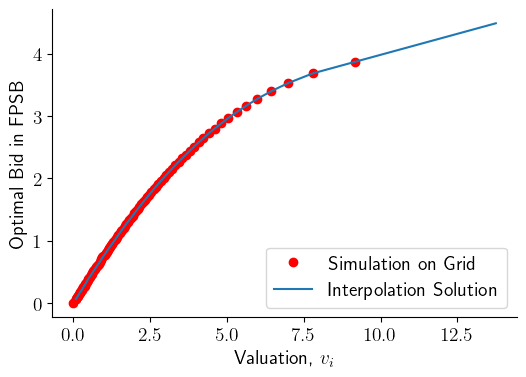 Optimal Bid in FPSB
4
3
2
1
0
Simulation on Grid
Interpolation Solution
0.0 2.5 5.0 7.5 10.0 12.5
Valuation, $v_i$